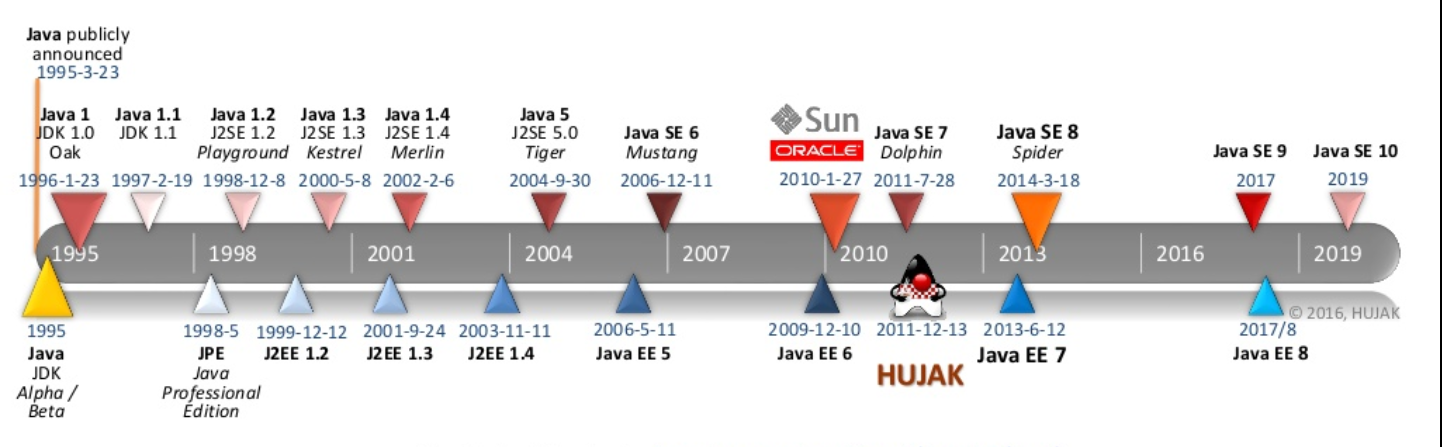 Java publicly
announced
1995-3-23
Java 1
JDK 1.0
Oak
1996-1-23
Java 1.1
JDK 1.1
1997-2-19
Java 1.2
J2SE 1.2
Playground
1998-12-8
Java 1.3
J2SE 1.3
Kestrel
2000-5-8
Java 1.4
J2SE 1.4
Merlin
2002-2-6
Java 5
J2SE 5.0
Tiger
2004-9-30
Java SE 6
Mustang
2006-12-11
Sun
ORACLE
2010-1-27
Java SE 7
Dolphin
2011-7-28
Java SE 8
Spider
2014-3-18
Java SE 9
2017
Java SE 10
2019
1995
1998
2001
2004
2007
2010
2013
2016
2019
© 2016, HUJAK
1995
Java
JDK
Alpha /
Beta
1998-5
JPE
Java
Professional
Edition
1999-12-12
J2EE 1.2
2001-9-24
J2EE 1.3
2003-11-11
J2EE 1.4
2006-5-11
Java EE 5
2009-12-10
Java EE 6
2011-12-13
HUJAK
2013-6-12
Java EE 7
2017/8
Java EE 8